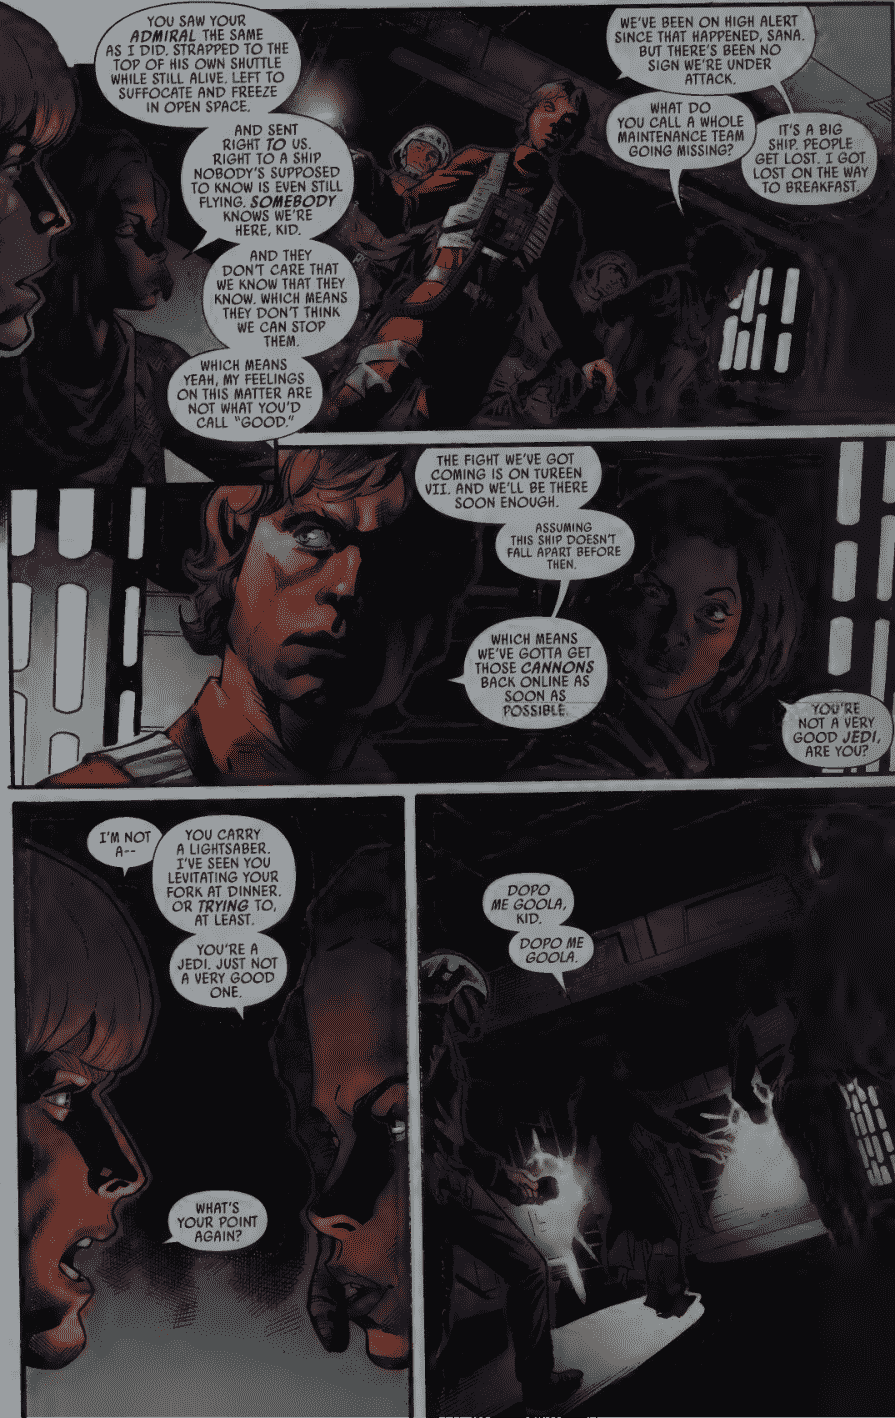 YOU SAW YOUR
ADMIRAL THE SAME
AS I DID. STRAPPED TO THE
TOP OF HIS OWN SHUTTLE
WHILE STILL ALIVE. LEFT TO
SUFFOCATE AND FREEZE
IN OPEN SPACE.
AND SENT
RIGHT TO US.
RIGHT TO A SHIP
NOBODY'S SUPPOSED
TO KNOW IS EVEN STILL
FLYING. SOMEBODY
KNOWS WE'RE
HERE, KID.
AND THEY
DON'T CARE THAT
WE KNOW THAT THEY
KNOW. WHICH MEANS
THEY DON'T THINK
WE CAN STOP
THEM.
WHICH MEANS
YEAH, MY FEELINGS
ON THIS MATTER ARE
NOT WHAT YOU'D
CALL "GOOD."
WE'VE BEEN ON HIGH ALERT
SINCE THAT HAPPENED, SANA.
BUT THERE'S BEEN NO
SIGN WE'RE UNDER
ATTACK.
WHAT DO
YOU CALL A WHOLE
MAINTENANCE TEAM
GOING MISSING?
IT'S A BIG
SHIP. PEOPLE
GET LOST. I GOT
LOST ON THE WAY
TO BREAKFAST.
THE FIGHT WE'VE GOT
COMING IS ON TUREEN
VII. AND WE'LL BE THERE
SOON ENOUGH.
ASSUMING
THIS SHIP DOESN'T
FALL APART BEFORE
THEN.
WHICH MEANS
WE'VE GOTTA GET
THOSE CANNONS
BACK ONLINE AS
SOON AS
POSSIBLE.
YOU'RE
NOT A VERY
GOOD JEDI,
ARE YOU?
I'M NOT
A--
YOU CARRY
A LIGHTSABER.
I'VE SEEN YOU
LEVITATING YOUR
FORK AT DINNER.
OR TRYING TO,
AT LEAST.
YOU'RE A
JEDI. JUST NOT
A VERY GOOD
ONE.
WHAT'S
YOUR POINT
AGAIN?
DOPO
ME GOOLA,
KID.
DOPO ME
GOOLA.